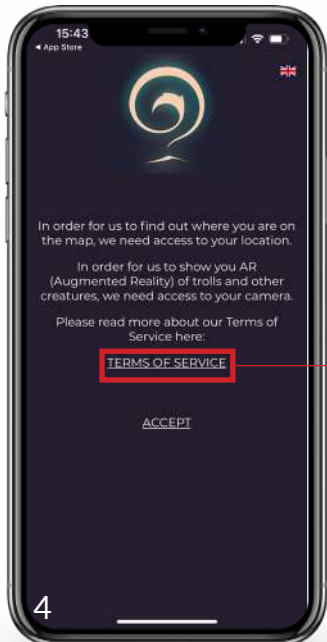 15:43
◀ App Store
In order for us to find out where you are on
the map, we need access to your location.
In order for us to show you AR
(Augmented Reality) of trolls and other
creatures, we need access to your camera.
Please read more about our Terms of
Service here:
TERMS OF SERVICE
ACCEPT
4